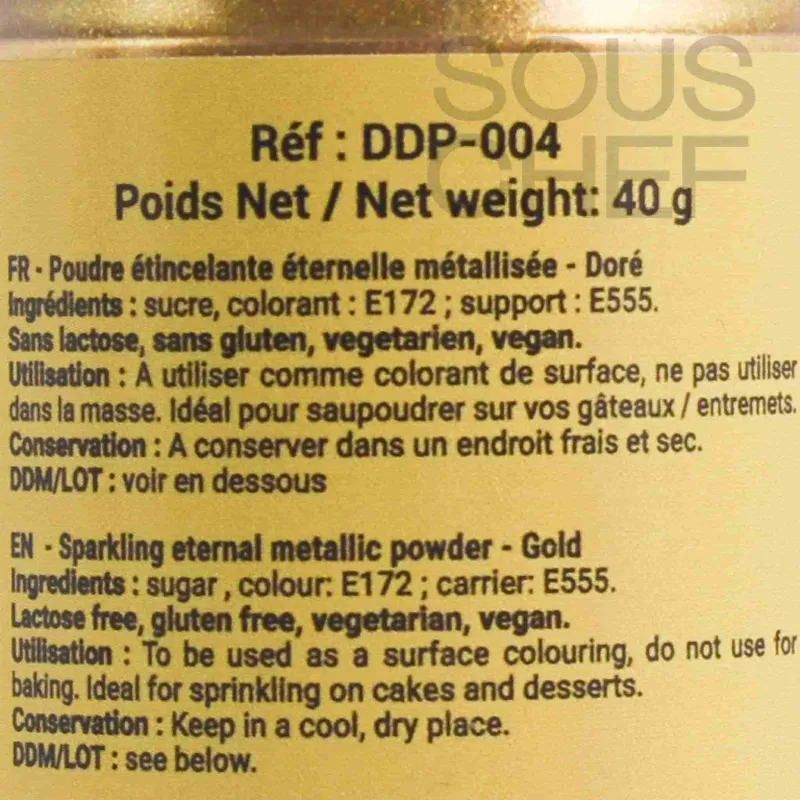 SOUS
CHEF
Réf : DDP-004
Poids Net / Net weight: 40 g
FR - Poudre étincelante éternelle métallisée - Doré
Ingrédients : sucre, colorant : E172 ; support : E555.
Sans lactose, sans gluten, vegetarien, vegan.
Utilisation : A utiliser comme colorant de surface, ne pas utiliser
dans la masse. Idéal pour saupoudrer sur vos gâteaux / entremets.
Conservation : A conserver dans un endroit frais et sec.
DDM/LOT : voir en dessous
EN - Sparkling eternal metallic powder - Gold
Ingredients : sugar , colour: E172 ; carrier: E555.
Lactose free, gluten free, vegetarian, vegan.
Utilisation : To be used as a surface colouring, do not use for
baking. Ideal for sprinkling on cakes and desserts.
Conservation : Keep in a cool, dry place.
DDM/LOT : see below.